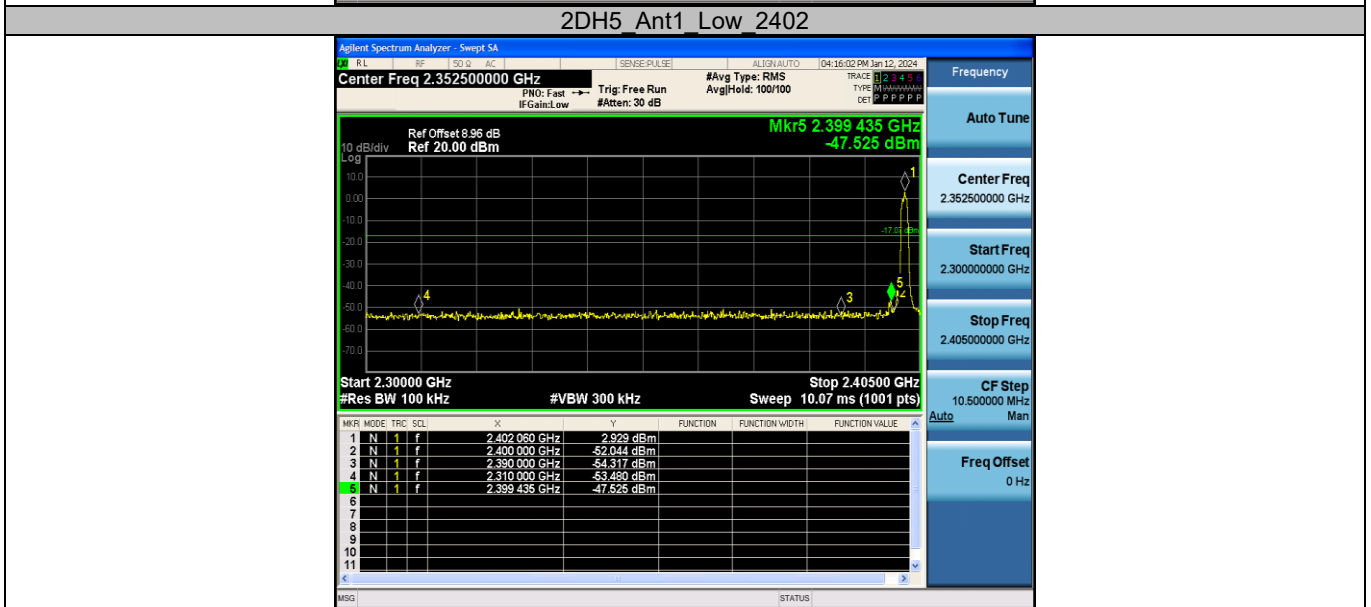 2DH5_Ant1_Low_2402
Agilent Spectrum Analyzer - Swept SA
RL RF 50 Ω AC SENSE:PULSE ALIGNAUTO 04:16:02 PM Jan 12, 2024
Center Freq 2.352500000 GHz #Avg Type: RMS TRACE 1 2 3 4 5 6
PNO: Fast Trig: Free Run Avg|Hold: 100/100 TYPE M
IFGain:Low #Atten: 30 dB DET P P P P P P
Mkr5 2.399 435 GHz
-47.525 dBm
Ref Offset 8.96 dB
10 dB/div Ref 20.00 dBm
Log
10.0
0.00
-10.0
-17.07 dBm
-20.0
-30.0
-40.0
-50.0
-60.0
-70.0
1
4
3
5
2
Start 2.30000 GHz Stop 2.40500 GHz
#Res BW 100 kHz #VBW 300 kHz Sweep 10.07 ms (1001 pts)
MKR MODE TRC SCL X Y FUNCTION FUNCTION WIDTH FUNCTION VALUE
1 N 1 f 2.402 060 GHz 2.929 dBm
2 N 1 f 2.400 000 GHz -52.044 dBm
3 N 1 f 2.390 000 GHz -54.317 dBm
4 N 1 f 2.310 000 GHz -53.480 dBm
5 N 1 f 2.399 435 GHz -47.525 dBm
6
7
8
9
10
11
MSG STATUS
Frequency
Auto Tune
Center Freq
2.352500000 GHz
Start Freq
2.300000000 GHz
Stop Freq
2.405000000 GHz
CF Step
10.500000 MHz
Auto Man
Freq Offset
0 Hz